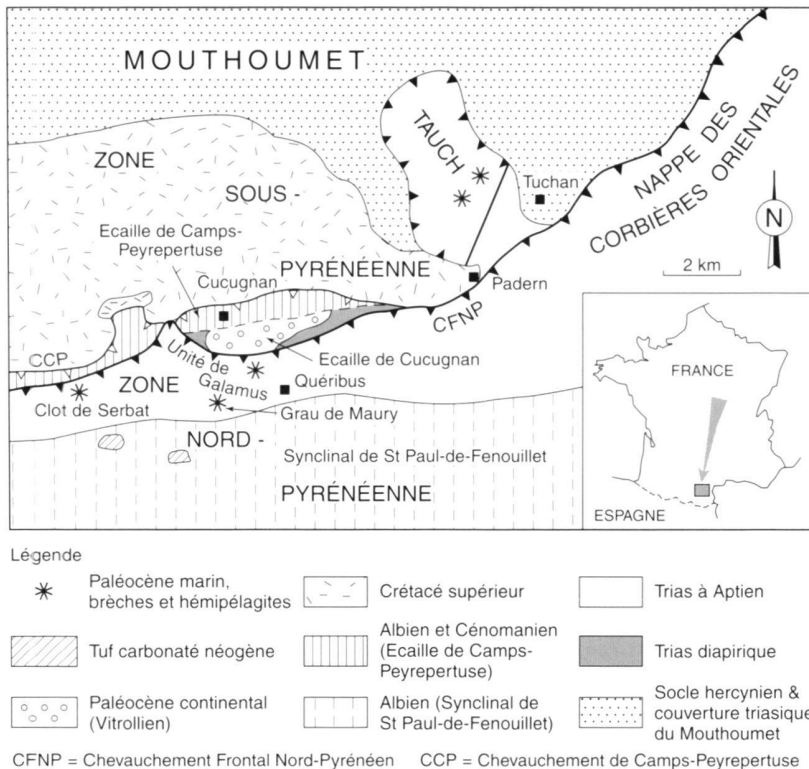 MOUTHOUMET
TAUCH
NAPPE DES
CORBIÈRES ORIENTALES
ZONE
SOUS -
Tuchan
N
Ecaille de Camps-
Peyrepertuse
PYRÉNÉENNE
2 km
Cucugnan
Padern
CFNP
CCP
Unité de
Galamus
Ecaille de Cucugnan
FRANCE
ZONE
Quéribus
Clot de Serbat
Grau de Maury
NORD -
Synclinal de St Paul-de-Fenouillet
PYRÉNÉENNE
ESPAGNE
Légende
Paléocène marin,
brèches et hémipélagites
Crétacé supérieur
Trias à Aptien
Tuf carbonaté néogène
Albien et Cénomanien
(Ecaille de Camps-
Peyrepertuse)
Trias diapirique
Paléocène continental
(Vitrollien)
Albien (Synclinal de
St Paul-de-Fenouillet)
Socle hercynien &
couverture triasique
du Mouthoumet
CFNP = Chevauchement Frontal Nord-Pyrénéen CCP = Chevauchement de Camps-Peyrepertuse